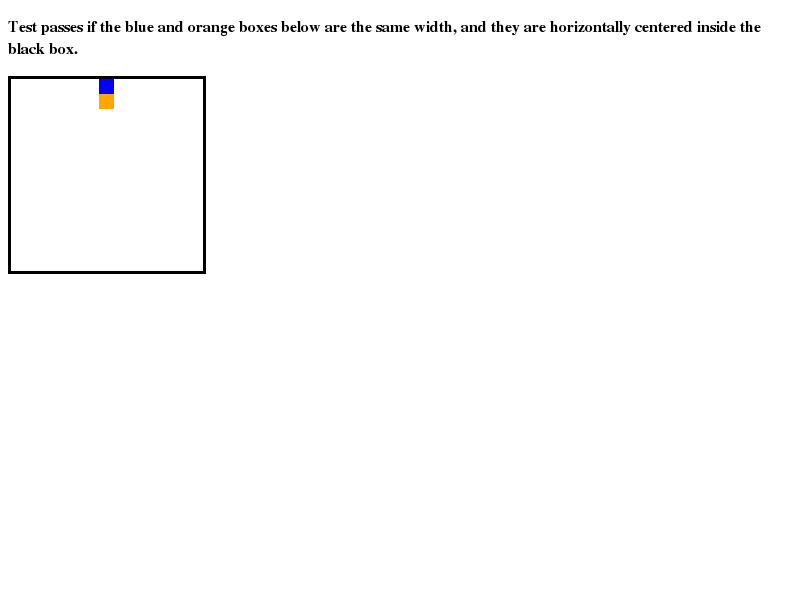 Test passes if the blue and orange boxes below are the same width, and they are horizontally centered inside the
black box.